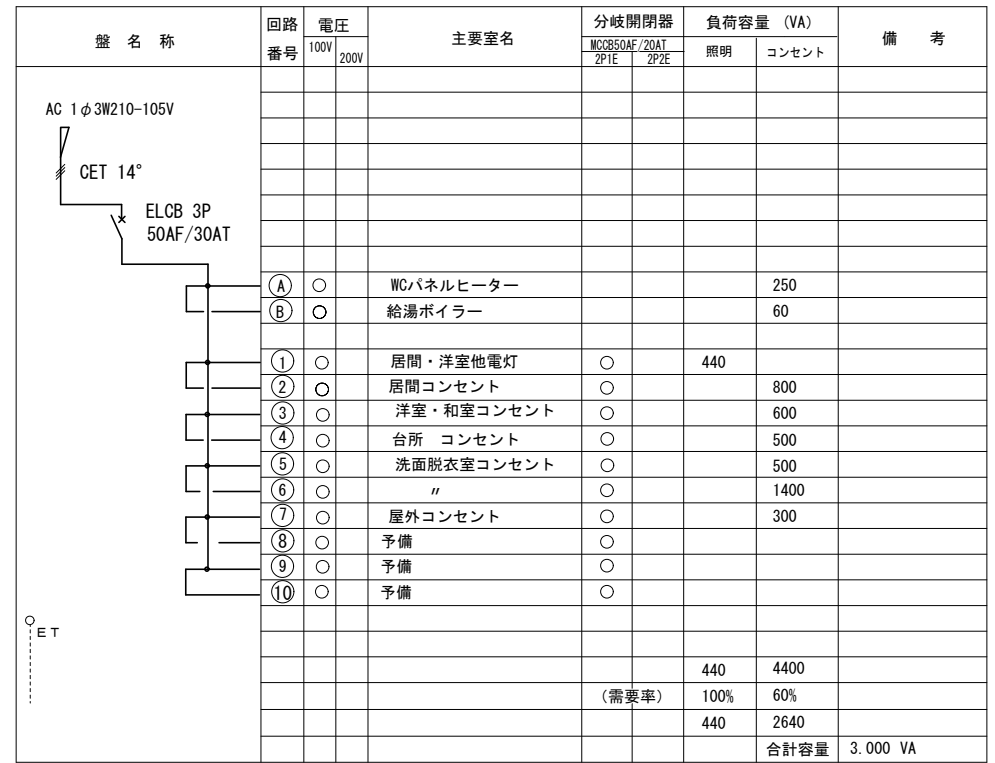 盤 名 称 回路番号 電圧 100V 200V 主要室名 分岐開閉器 MCCB50AF/20AT 2P1E 2P2E 負荷容量 (VA) 照明 コンセント 備 考
AC 1φ3W210-105V
CET 14°
ELCB 3P
50AF/30AT
A ○ WCパネルヒーター 250
B ○ 給湯ボイラー 60
1 ○ 居間・洋室他電灯 ○ 440
2 ○ 居間コンセント ○ 800
3 ○ 洋室・和室コンセント ○ 600
4 ○ 台所 コンセント ○ 500
5 ○ 洗面脱衣室コンセント ○ 500
6 ○ 〃 ○ 1400
7 ○ 屋外コンセント ○ 300
8 ○ 予備 ○
9 ○ 予備 ○
10 ○ 予備 ○
ET
440 4400
(需要率) 100% 60%
440 2640
合計容量 3.000 VA